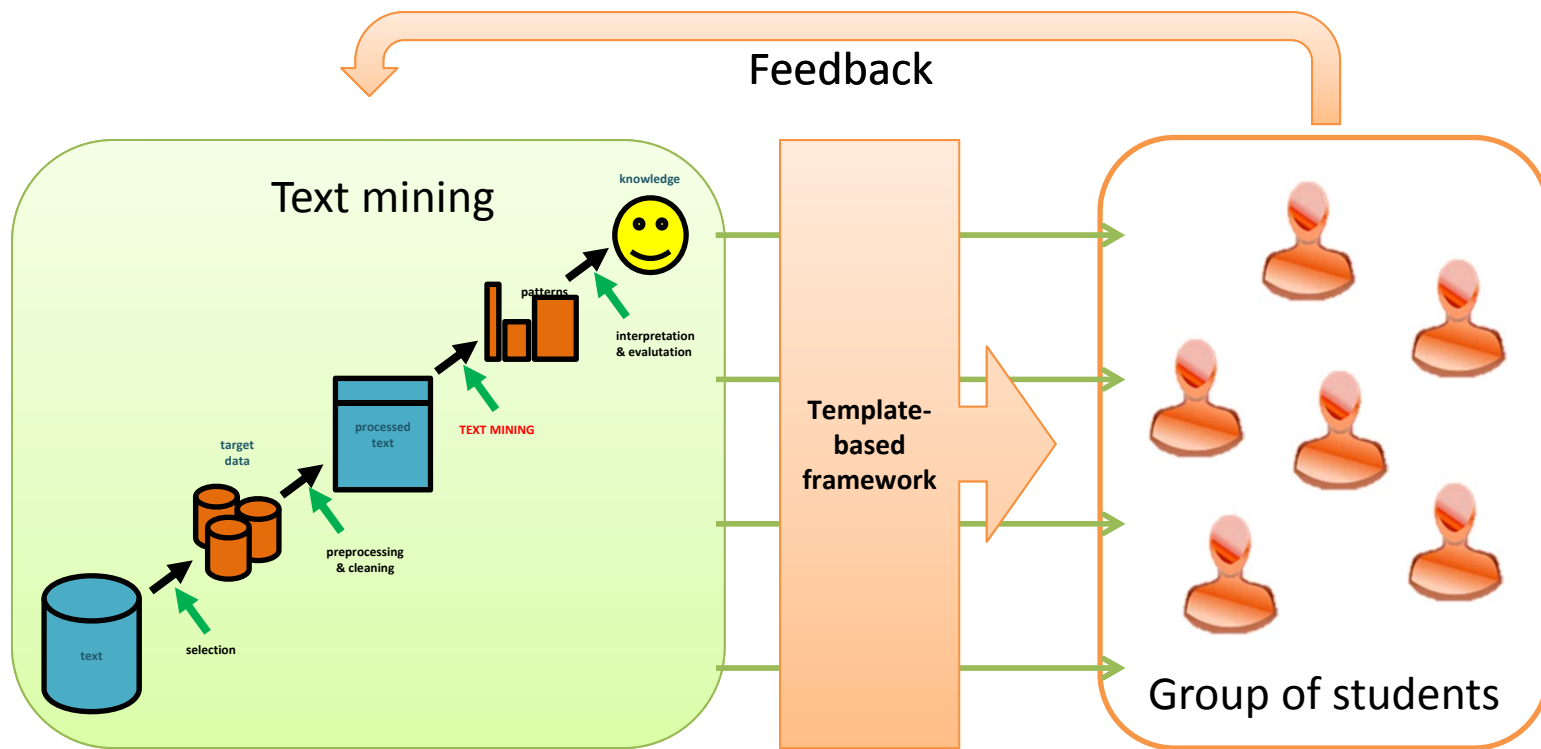 Feedback
Text mining
knowledge
patterns
interpretation
& evalutation
processed
text
TEXT MINING
target
data
preprocessing
& cleaning
text
selection
Template-
based
framework
Group of students